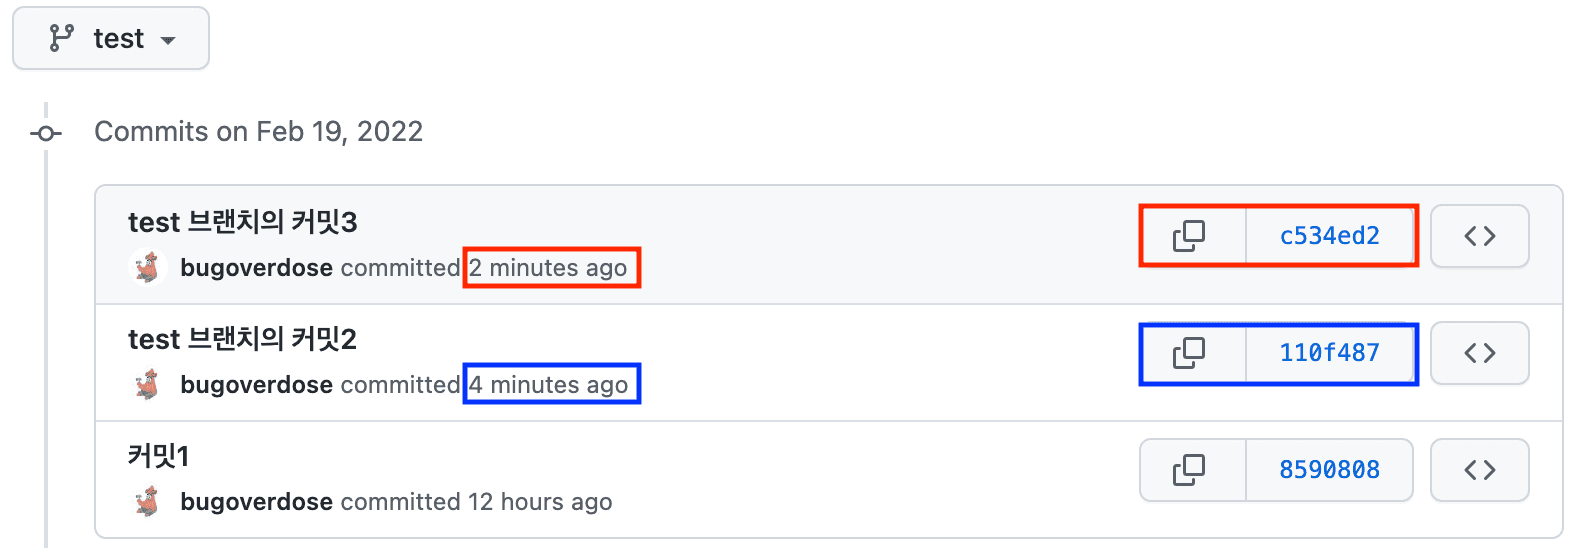 test
Commits on Feb 19, 2022
test 브랜치의 커밋3
c534ed2
bugoverdose committed 2 minutes ago
test 브랜치의 커밋2
110f487
bugoverdose committed 4 minutes ago
커밋1
8590808
bugoverdose committed 12 hours ago